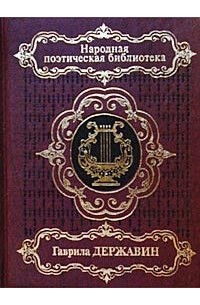 Народная
поэтическая библиотека
Гаврила ДЕРЖАВИН